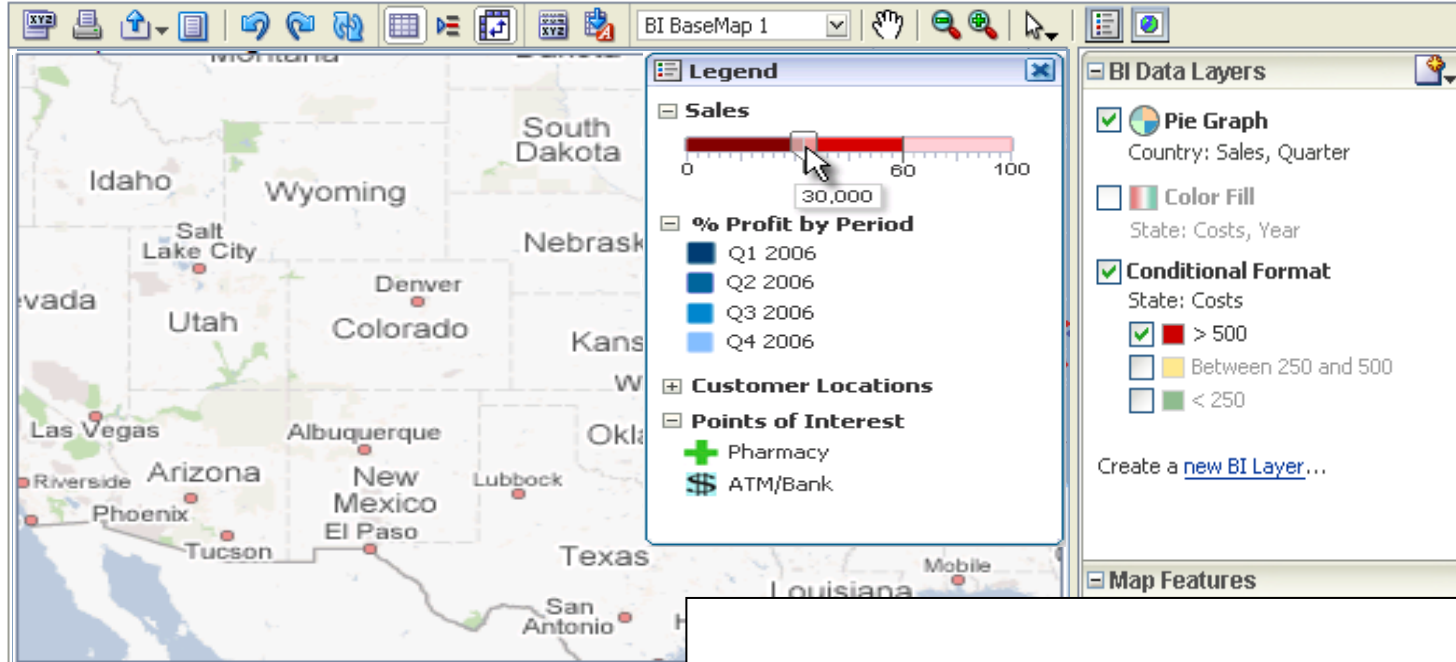 BI BaseMap 1
Montana
South
Dakota
Idaho
Wyoming
Salt
Lake City
Nebrask
Denver
vada
Utah
Colorado
Kans
W
Las Vegas
Albuquerque
Okla
Riverside
Arizona
New
Mexico
Lubbock
Phoenix
El Paso
Tucson
Texas
Mobile
Louisiana
San
Antonio
H
Legend
Sales
0
60
100
30,000
% Profit by Period
Q1 2006
Q2 2006
Q3 2006
Q4 2006
Customer Locations
Points of Interest
Pharmacy
ATM/Bank
BI Data Layers
Pie Graph
Country: Sales, Quarter
Color Fill
State: Costs, Year
Conditional Format
State: Costs
> 500
Between 250 and 500
< 250
Create a new BI Layer...
Map Features